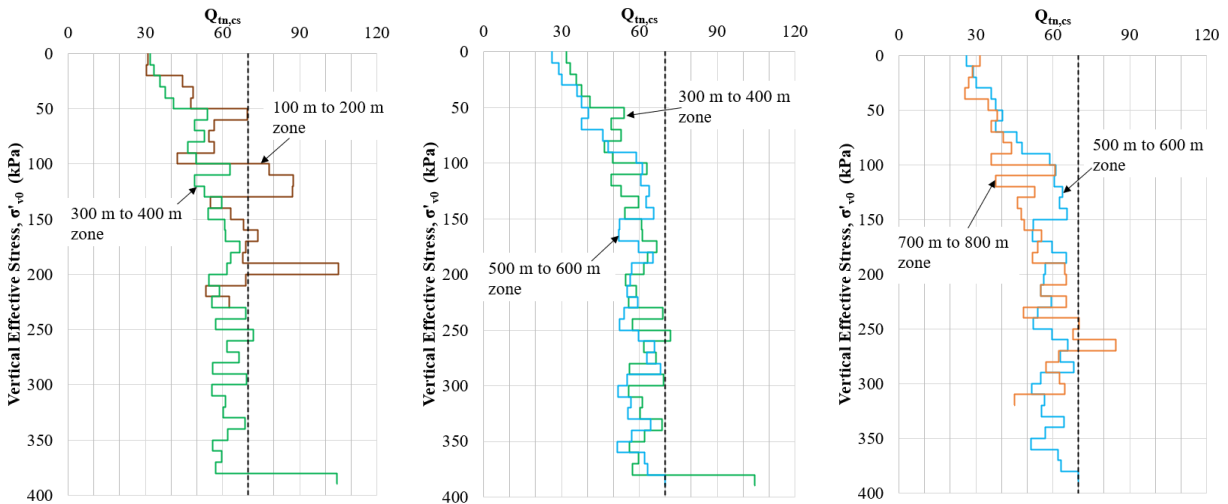 Qtn,cs
0 30 60 90 120
0
50
100
150
200
250
300
350
400
Vertical Effective Stress, σ'v0 (kPa)
100 m to 200 m
zone
300 m to 400 m
zone
Qtn,cs
0 30 60 90 120
0
50
100
150
200
250
300
350
400
Vertical Effective Stress, σ'v0 (kPa)
300 m to 400 m
zone
500 m to 600 m
zone
Qtn,cs
0 30 60 90 120
0
50
100
150
200
250
300
350
400
Vertical Effective Stress, σ'v0 (kPa)
500 m to 600 m
zone
700 m to 800 m
zone